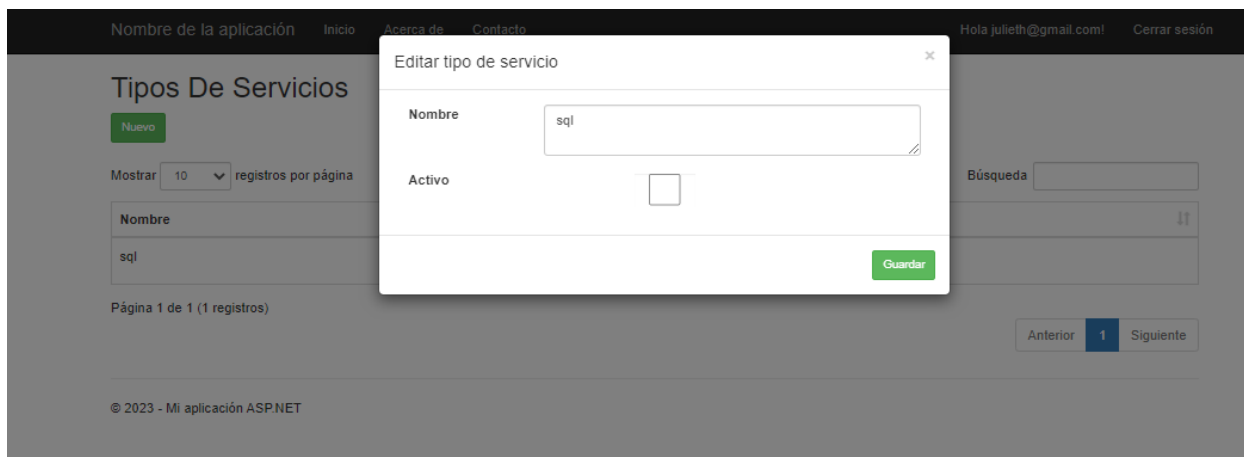 Nombre de la aplicación Inicio Acerca de Contacto Hola julieth@gmail.com! Cerrar sesión
Editar tipo de servicio ×
Tipos De Servicios
Nuevo
Nombre sql
Activo
Mostrar 10 registros por página Búsqueda
Nombre
sql
Guardar
Página 1 de 1 (1 registros)
Anterior 1 Siguiente
© 2023 - Mi aplicación ASP.NET